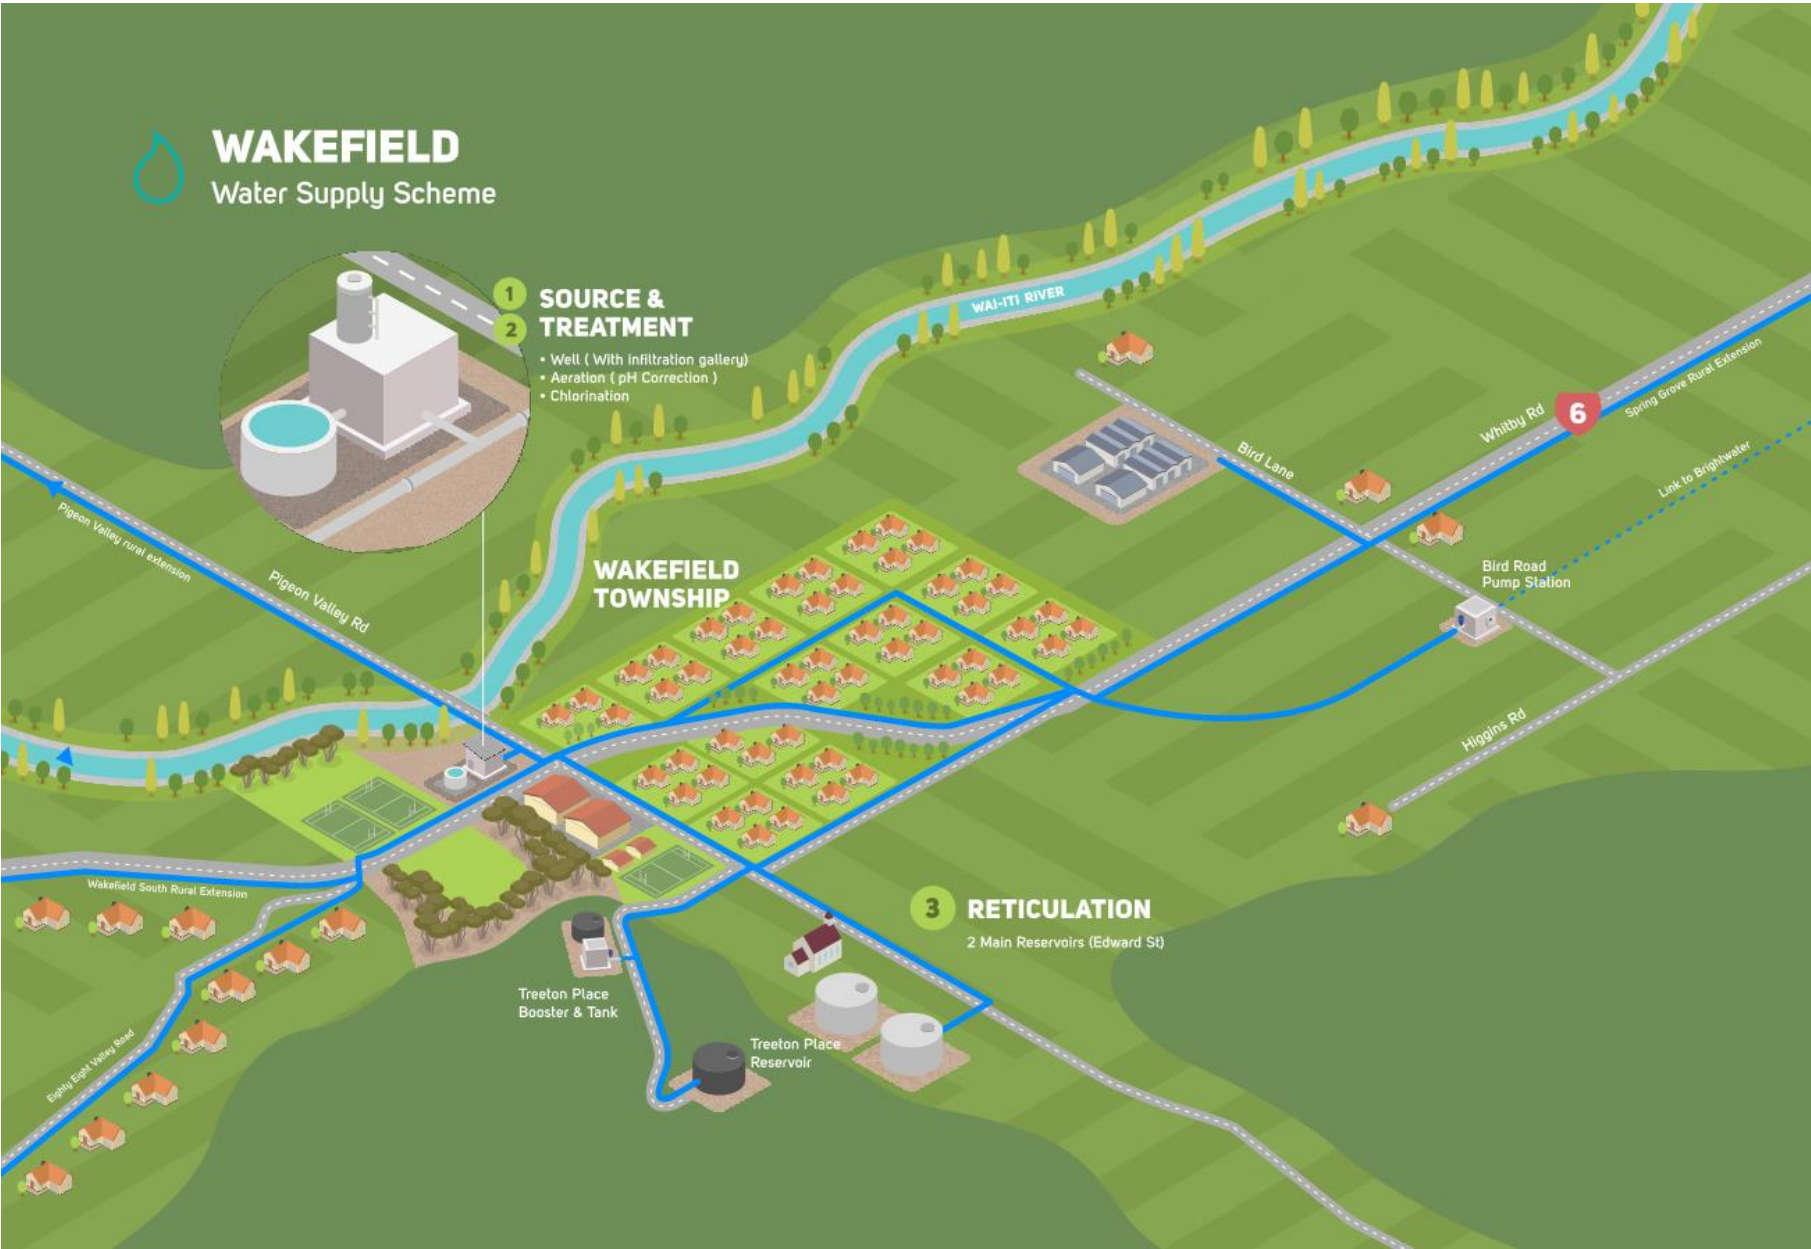 WAKEFIELD
Water Supply Scheme
1
2
SOURCE &
TREATMENT
• Well ( With infiltration gallery)
• Aeration ( pH Correction )
• Chlorination
WAI-ITI RIVER
Whitby Rd
6
Spring Grove Rural Extension
Bird Lane
Link to Brightwater
Bird Road
Pump Station
Higgins Rd
Pigeon Valley rural extension
Pigeon Valley Rd
WAKEFIELD
TOWNSHIP
Wakefield South Rural Extension
3
RETICULATION
2 Main Reservoirs (Edward St)
Treeton Place
Booster & Tank
Treeton Place
Reservoir
Eighty Eight Valley Road